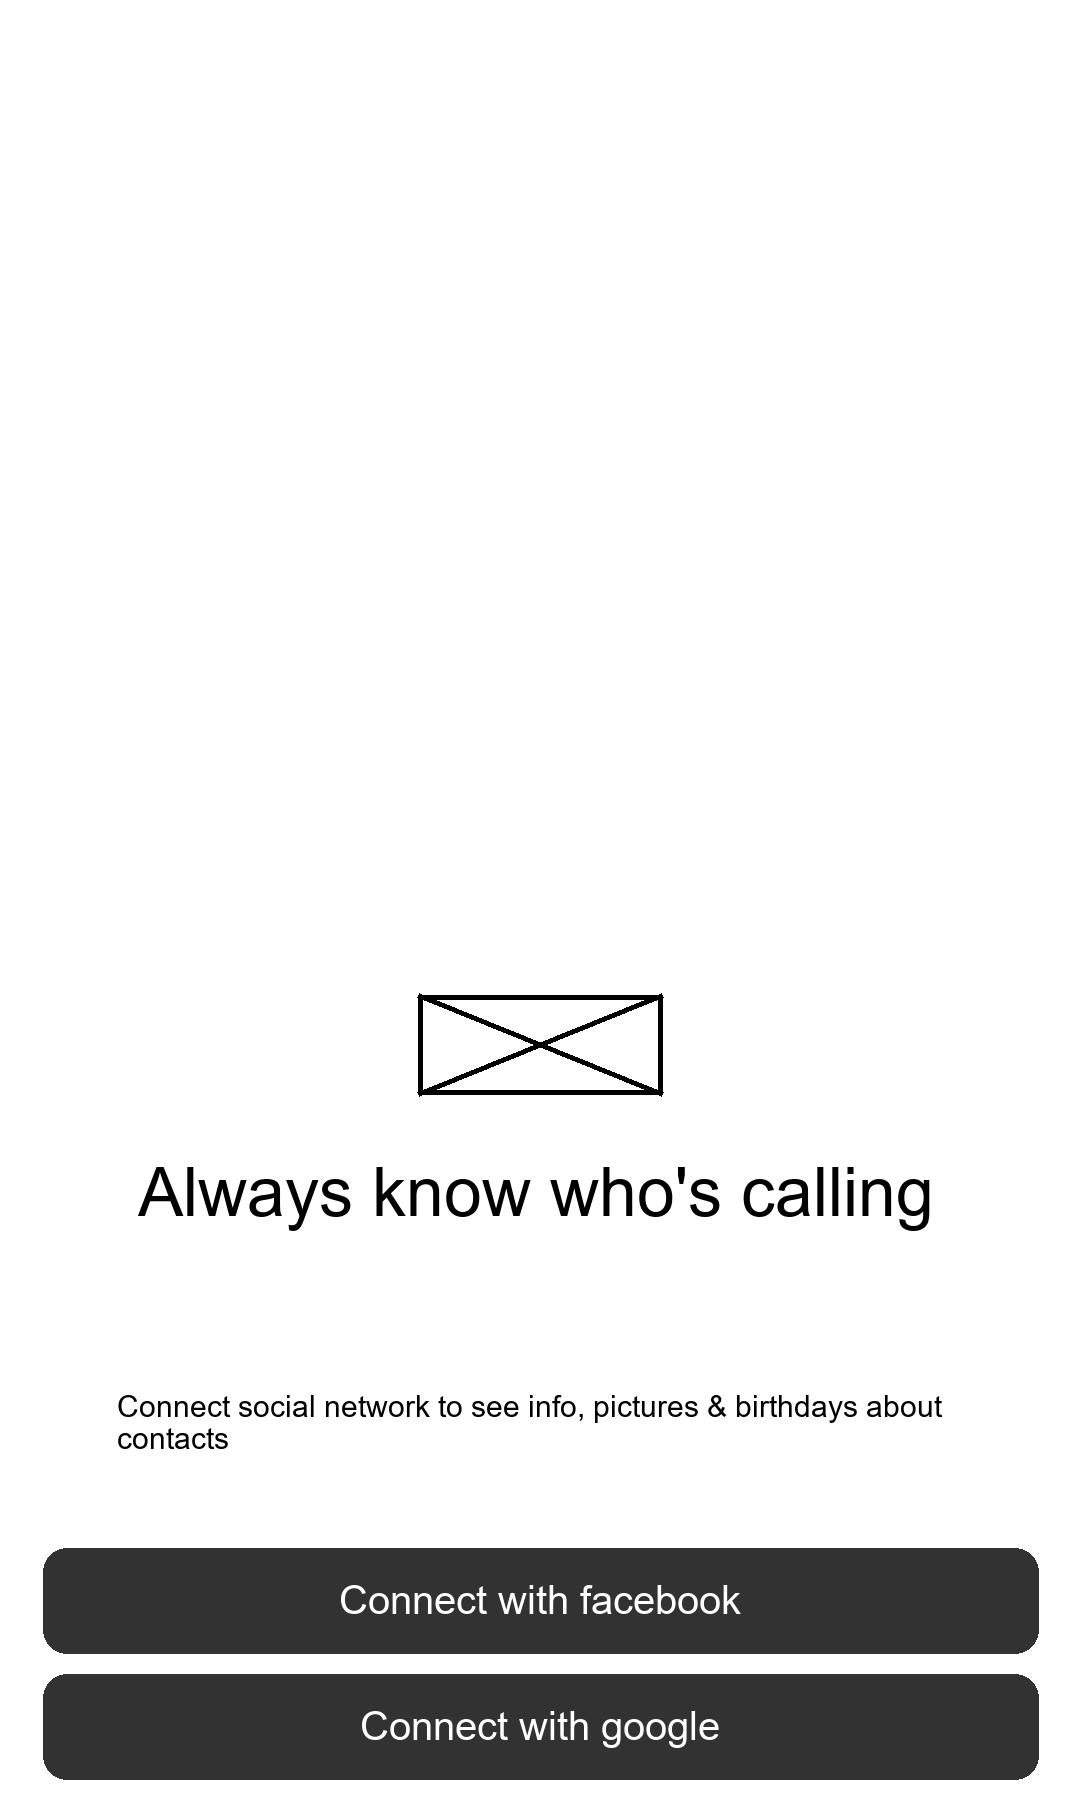 Always know who's calling
Connect social network to see info, pictures & birthdays about
contacts
Connect with facebook
Connect with google